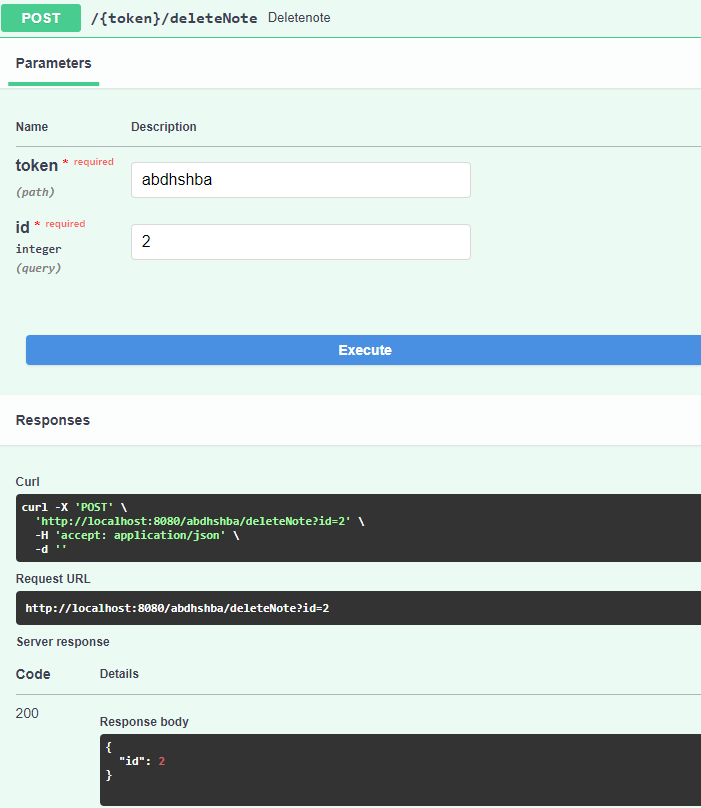 POST /{token}/deleteNote Deletenote
Parameters
Name Description
token * required
(path)
abdhshba
id * required
integer
(query)
2
Execute
Responses
Curl
curl -X 'POST' \
'http://localhost:8080/abdhshba/deleteNote?id=2' \
-H 'accept: application/json' \
-d ''
Request URL
http://localhost:8080/abdhshba/deleteNote?id=2
Server response
Code Details
200
Response body
{
"id": 2
}